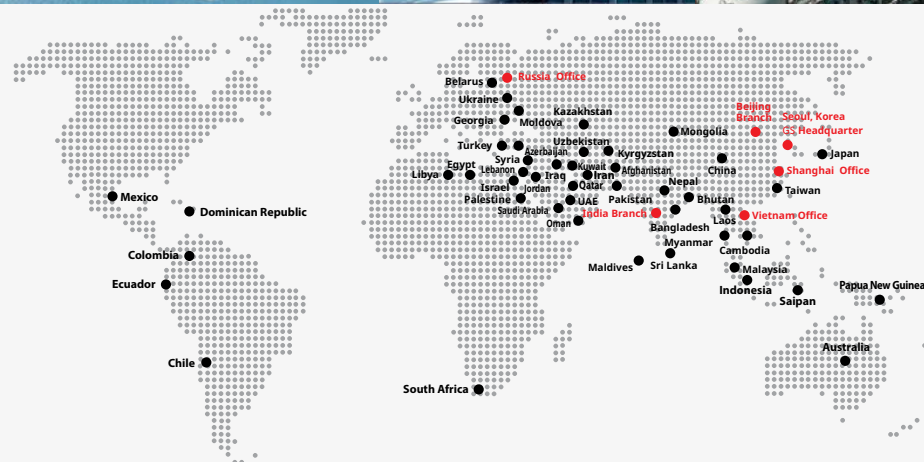 Belarus
Russia Office
Ukraine
Georgia
Moldova
Kazakhstan
Beijing
Branch
Seoul, Korea
GS Headquarter
Mongolia
Turkey
Azerbaijan
Uzbekistan
Kyrgyzstan
Japan
Syria
Egypt
Libya
Lebanon
Kuwait
Iraq
Iran
Afghanistan
China
Shanghai Office
Israel
Jordan
Qatar
Nepal
Taiwan
Mexico
Palestine
UAE
Pakistan
Bhutan
Dominican Republic
Saudi Arabia
India Branch
Laos
Vietnam Office
Oman
Bangladesh
Myanmar
Cambodia
Colombia
Maldives
Sri Lanka
Malaysia
Ecuador
Indonesia
Papua New Guinea
Saipan
Australia
Chile
South Africa